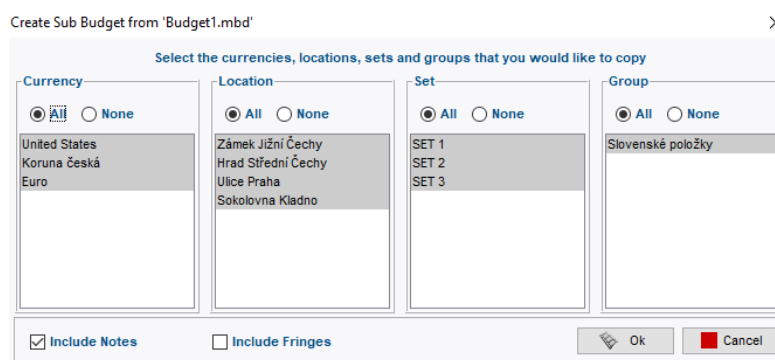 Create Sub Budget from 'Budget1.mbd'
Select the currencies, locations, sets and groups that you would like to copy
Currency
All None
United States
Koruna česká
Euro
Location
All None
Zámek Jižní Čechy
Hrad Střední Čechy
Ulice Praha
Sokolovna Kladno
Set
All None
SET 1
SET 2
SET 3
Group
All None
Slovenské položky
Include Notes
Include Fringes
Ok
Cancel